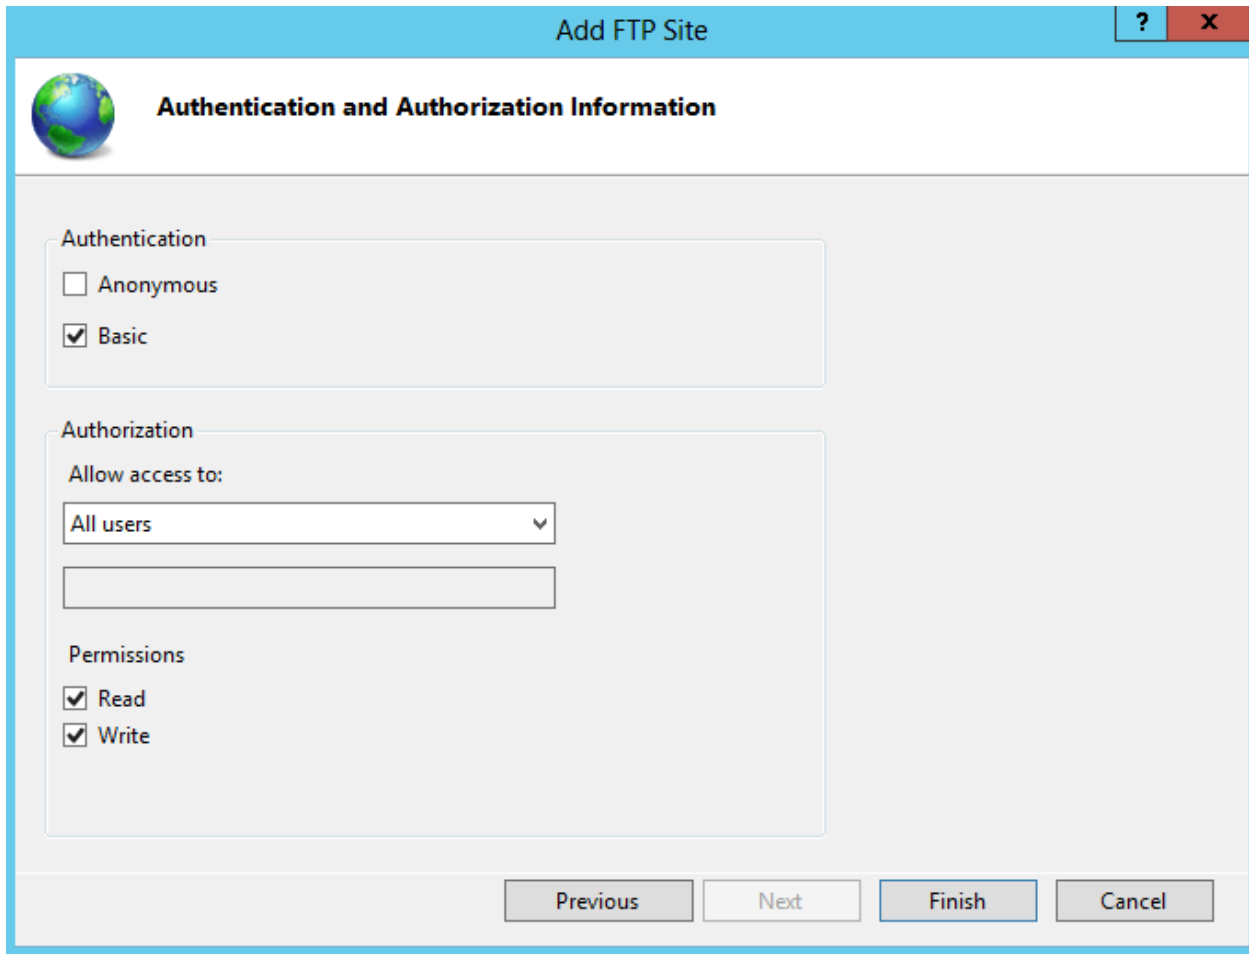 Add FTP Site
?
x
Authentication and Authorization Information
Authentication
Anonymous
Basic
Authorization
Allow access to:
All users
Permissions
Read
Write
Previous
Next
Finish
Cancel